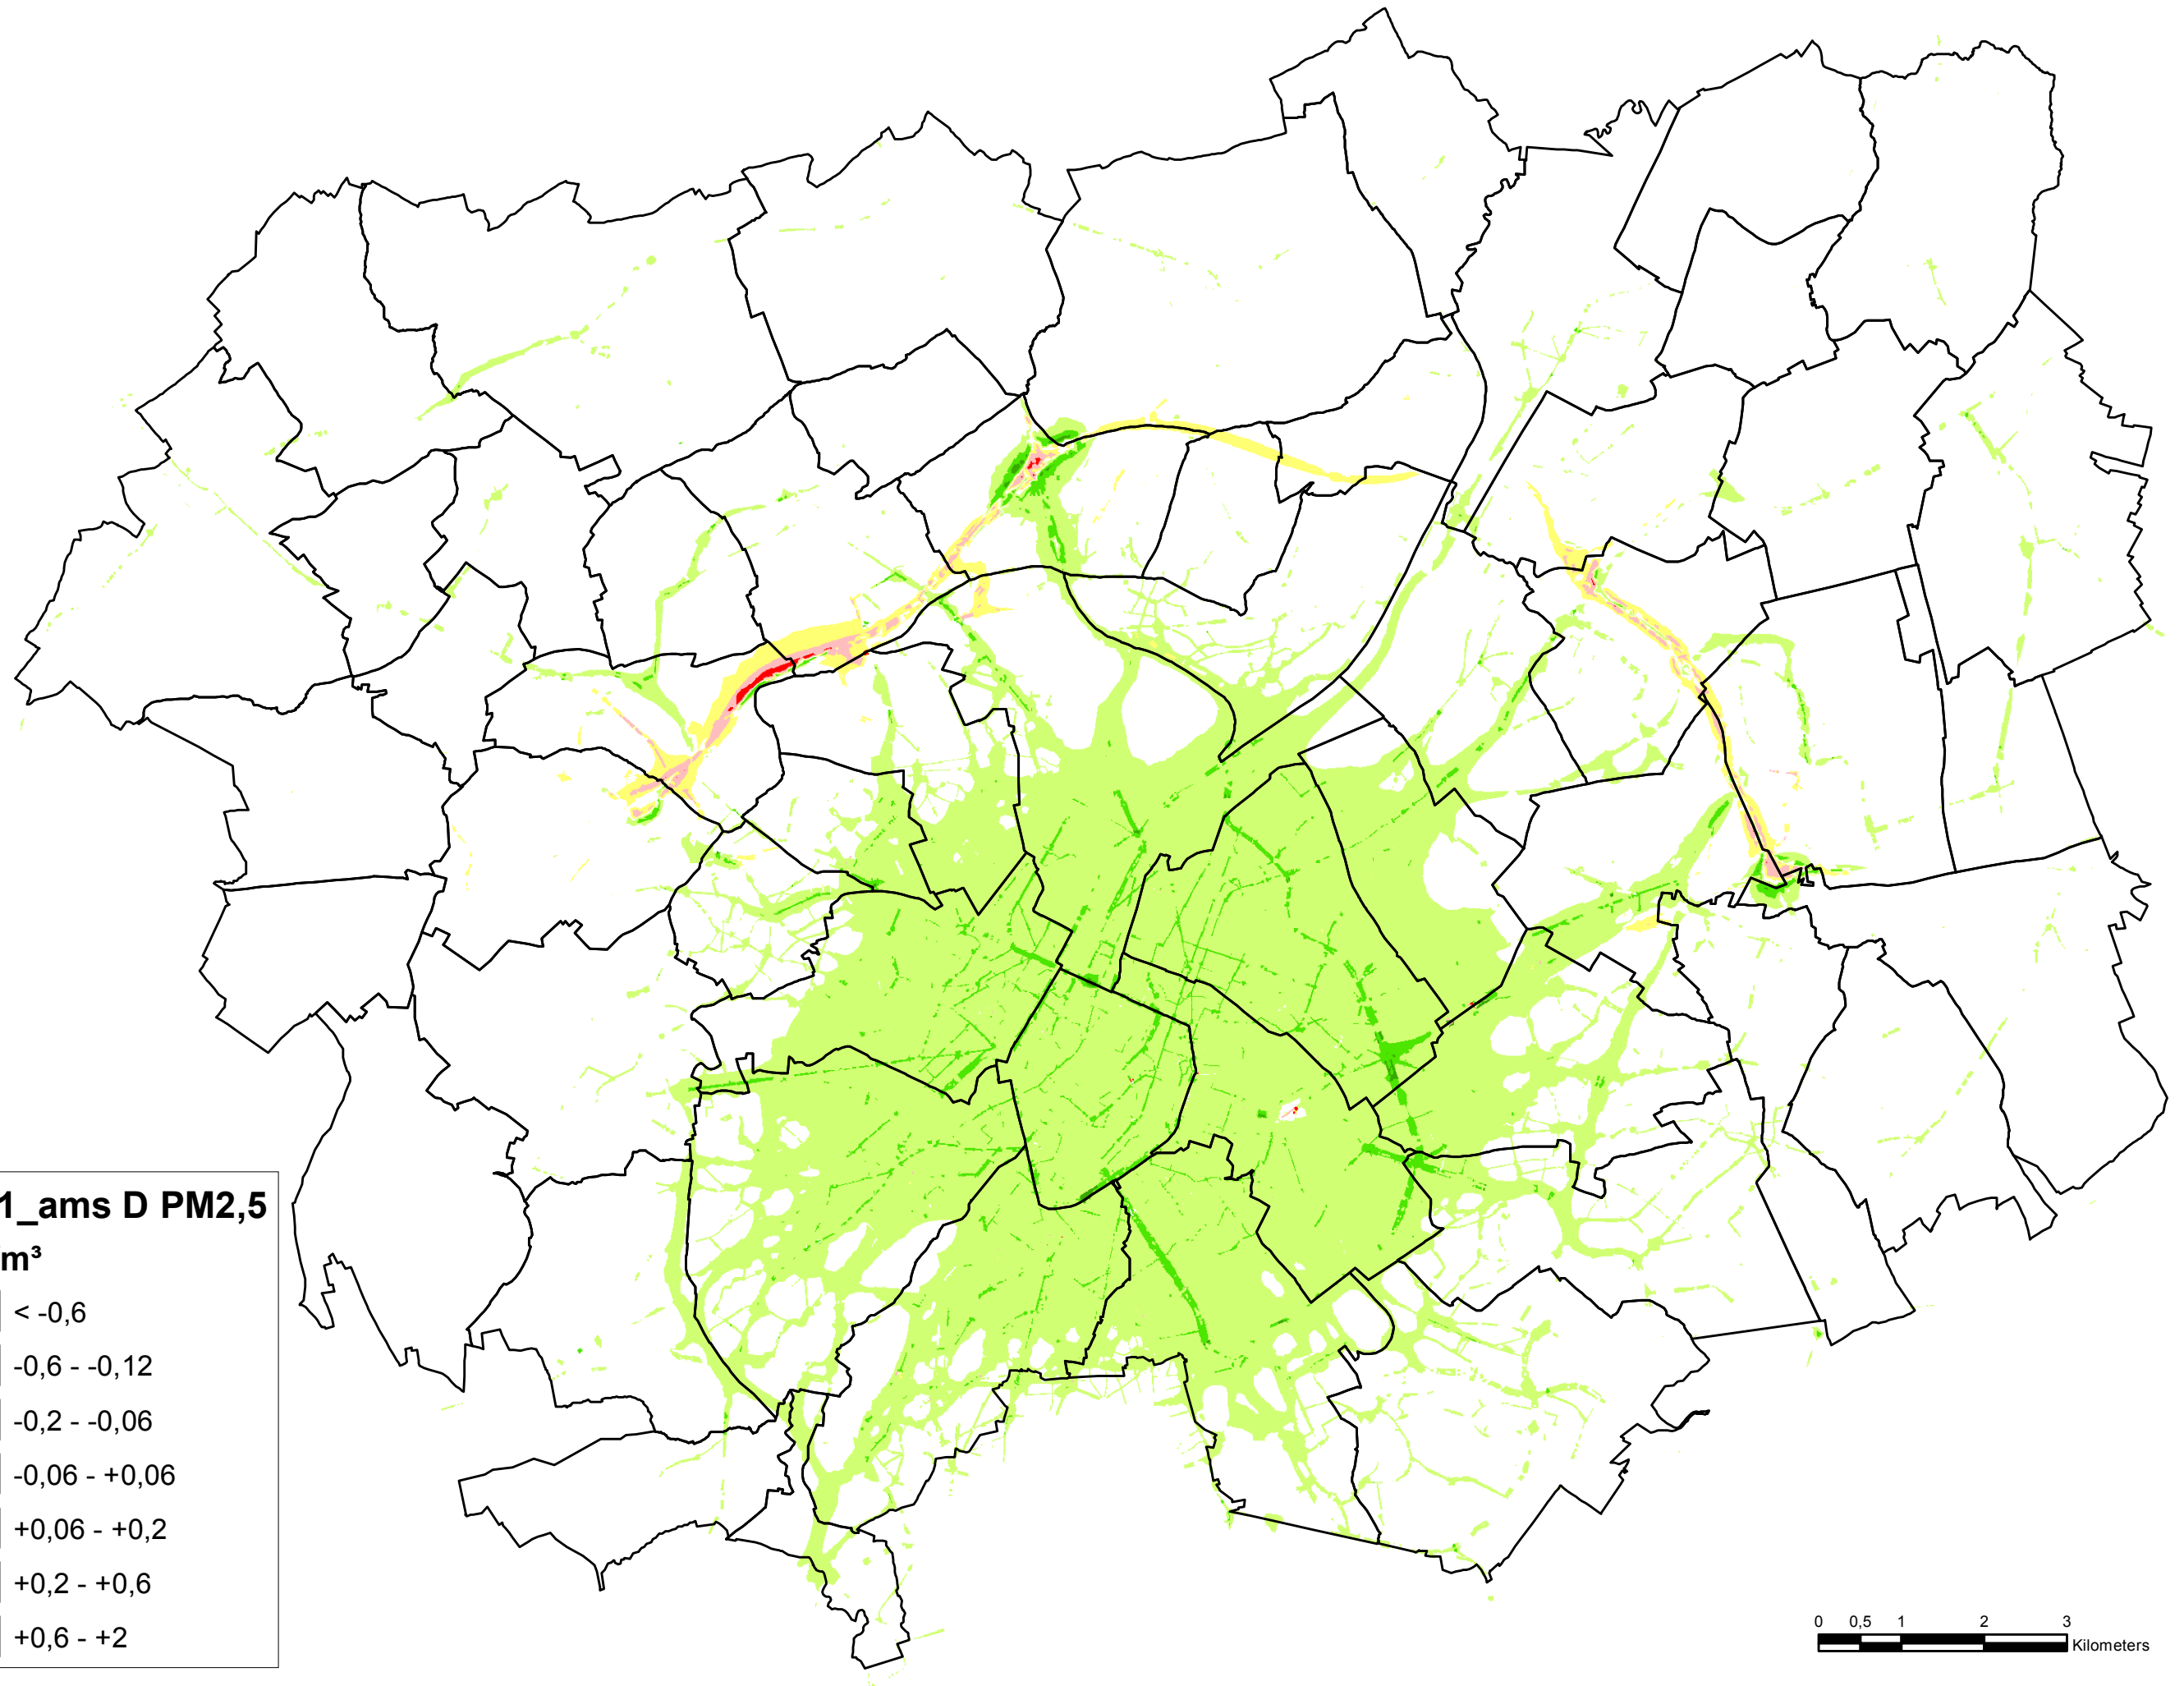 1_ams D PM2,5
m³
< -0,6
-0,6 - -0,12
-0,2 - -0,06
-0,06 - +0,06
+0,06 - +0,2
+0,2 - +0,6
+0,6 - +2
0 0,5 1 2 3
Kilometers